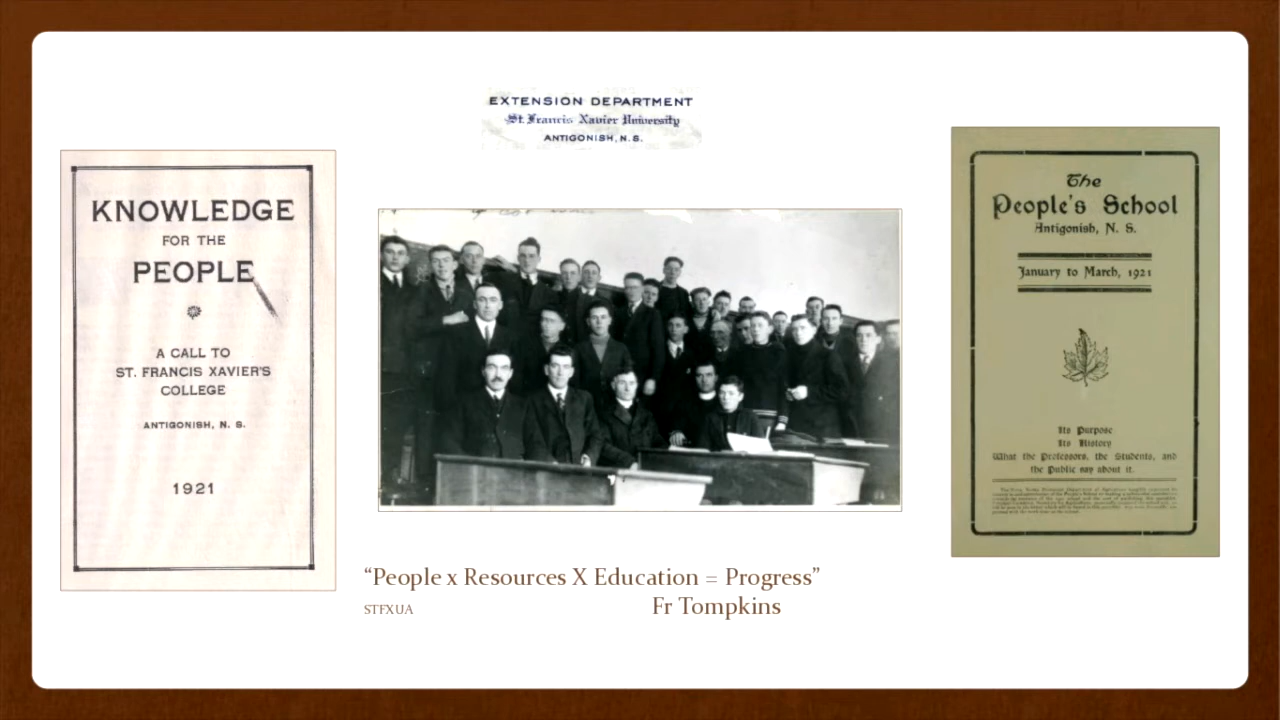 EXTENSION DEPARTMENT
St. Francis Xavier University
ANTIGONISH, N. S.
KNOWLEDGE
FOR THE
PEOPLE
A CALL TO
ST. FRANCIS XAVIER'S
COLLEGE
ANTIGONISH, N. S.
1921
The
People's School
Antigonish, N. S.
January to March, 1921
Its Purpose
Its History
What the Professors, the Students, and
the Public say about it.
“People x Resources X Education = Progress”
STFXUA Fr Tompkins